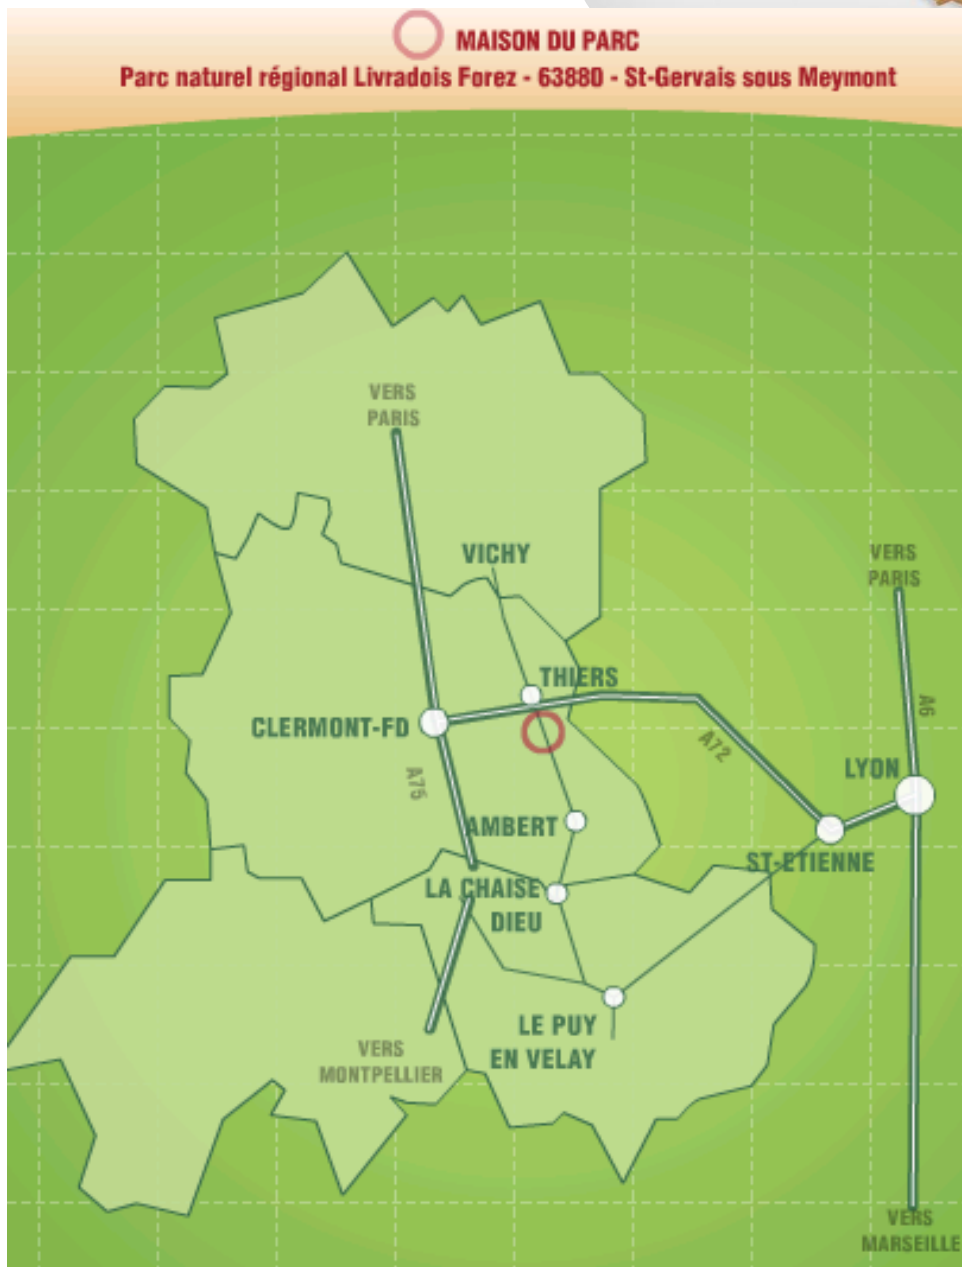 MAISON DU PARC
Parc naturel régional Livradois Forez - 63880 - St-Gervais sous Meymont
VERS
PARIS
VICHY
VERS
PARIS
THIERS
A6
CLERMONT-FD
A72
LYON
A75
AMBERT
ST-ETIENNE
LA CHAISE
DIEU
LE PUY
EN VELAY
VERS
MONTPELLIER
VERS
MARSEILLE